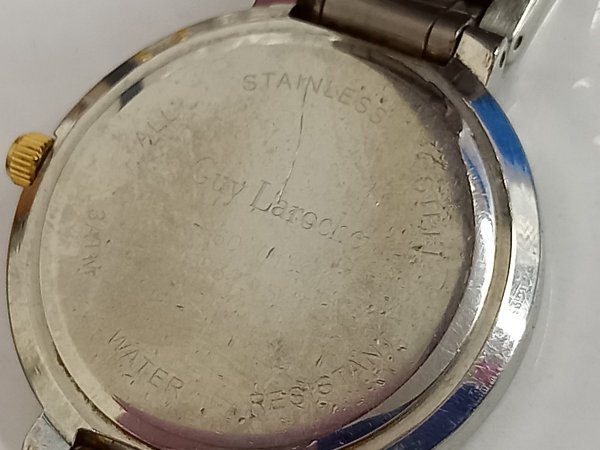 ALL STAINLESS STEEL
Guy Laroche
3ATM WATER RESISTANT